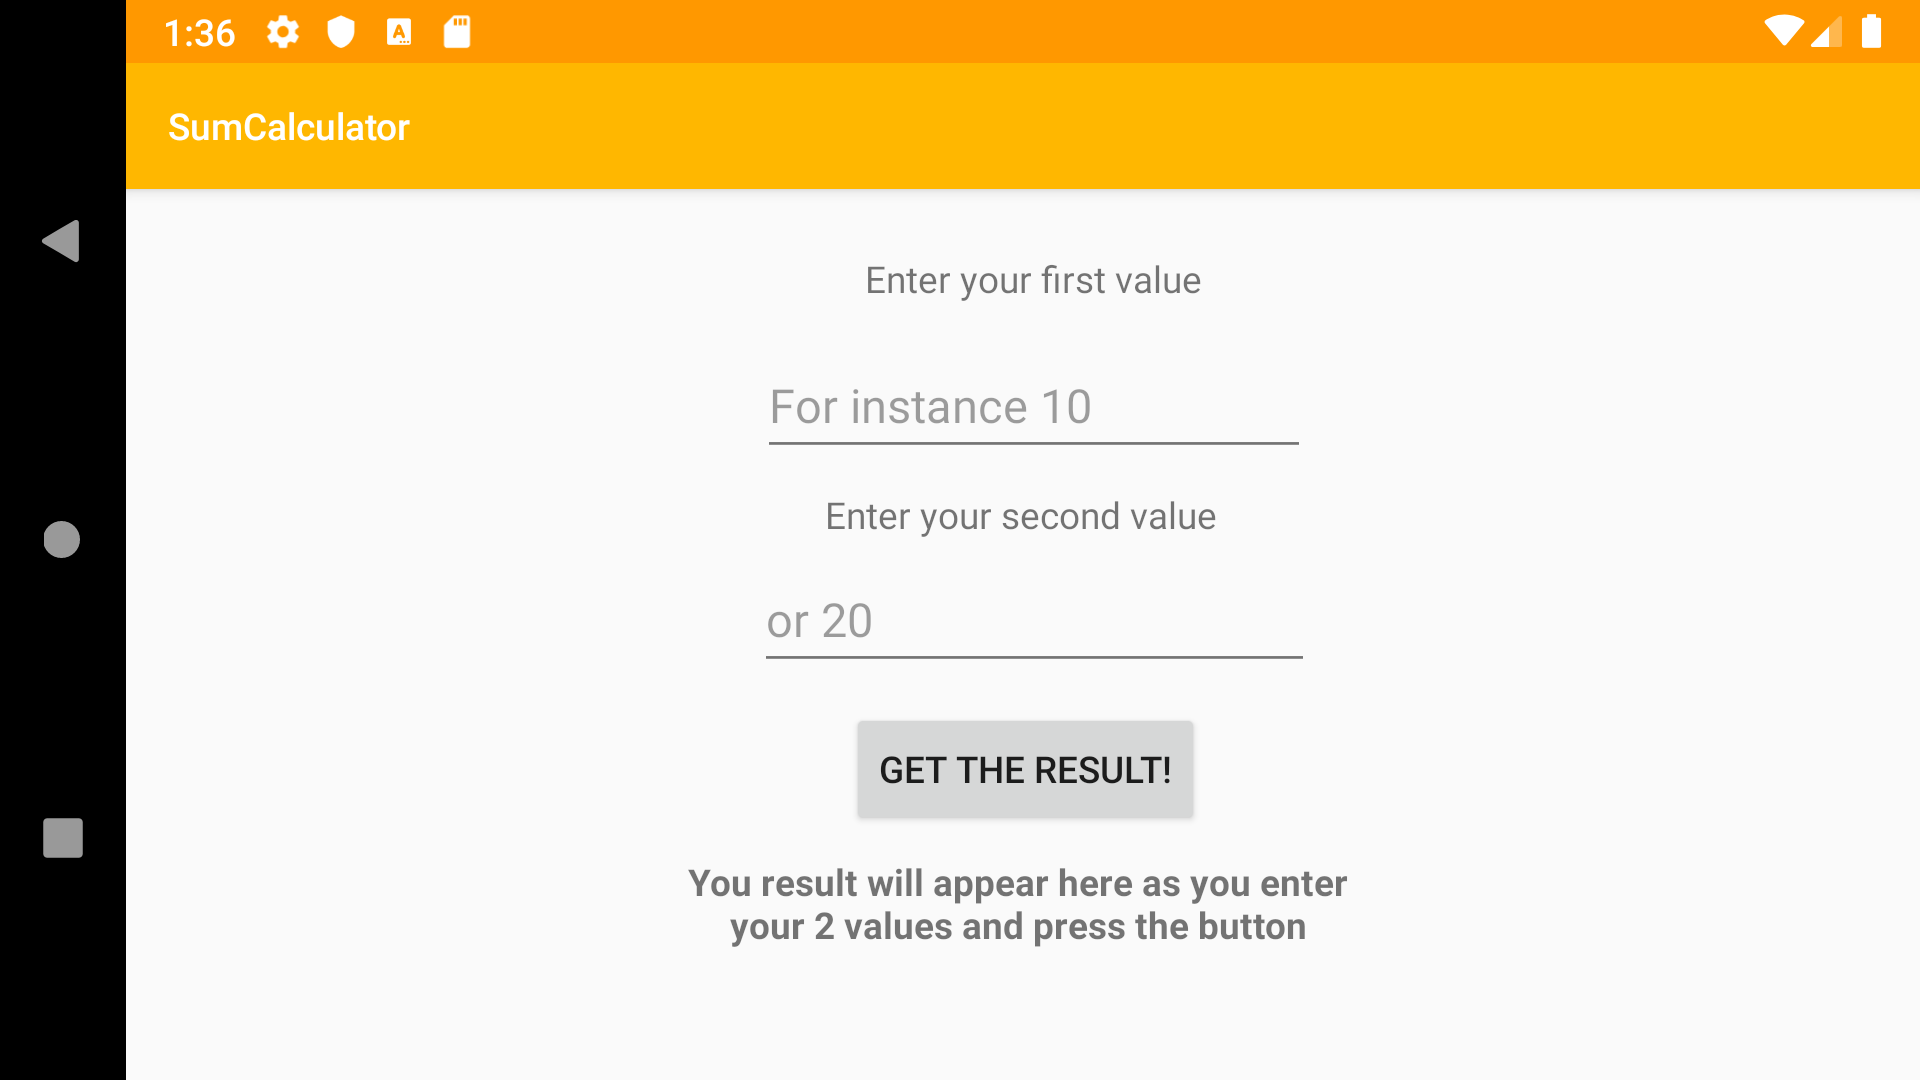 1:36
SumCalculator
Enter your first value
For instance 10
Enter your second value
or 20
GET THE RESULT!
You result will appear here as you enter
your 2 values and press the button